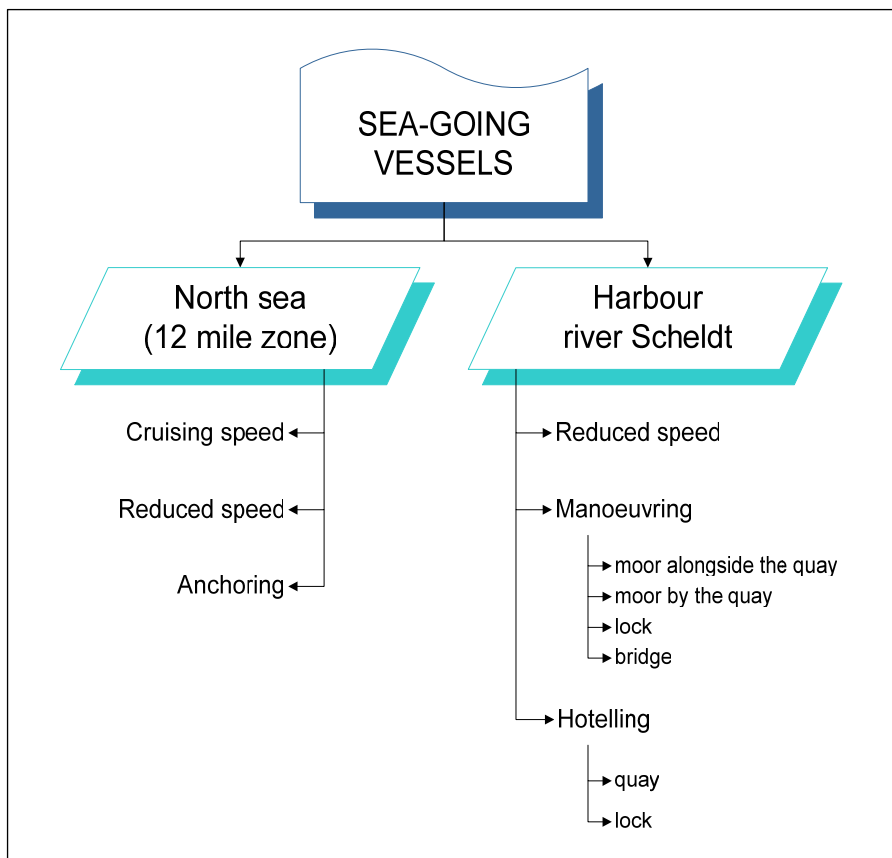 SEA-GOING
VESSELS
North sea
(12 mile zone)
Cruising speed
Reduced speed
Anchoring
Harbour
river Scheldt
Reduced speed
Manoeuvring
moor alongside the quay
moor by the quay
lock
bridge
Hotelling
quay
lock